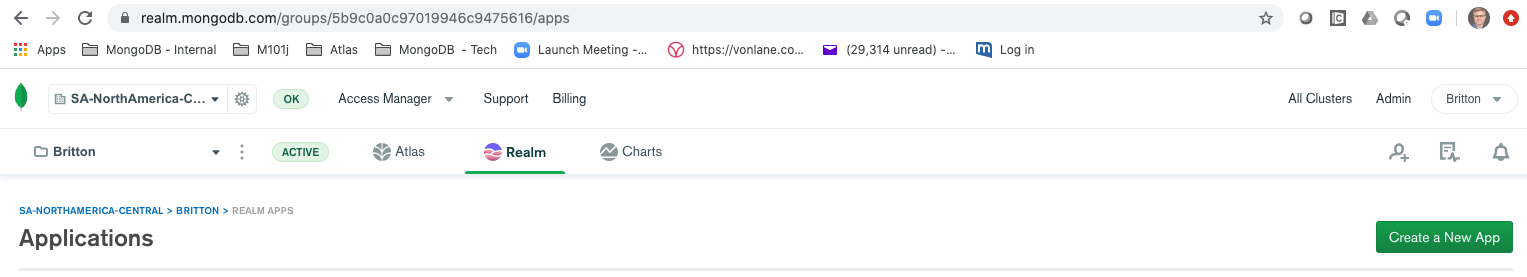 realm.mongodb.com/groups/5b9c0a0c97019946c9475616/apps
Apps MongoDB - Internal M101j Atlas MongoDB - Tech Launch Meeting -... https://vonlane.co... (29,314 unread) -... Log in
SA-NorthAmerica-C... OK Access Manager Support Billing All Clusters Admin Britton
Britton ACTIVE Atlas Realm Charts
SA-NORTHAMERICA-CENTRAL > BRITTON > REALM APPS
Applications Create a New App